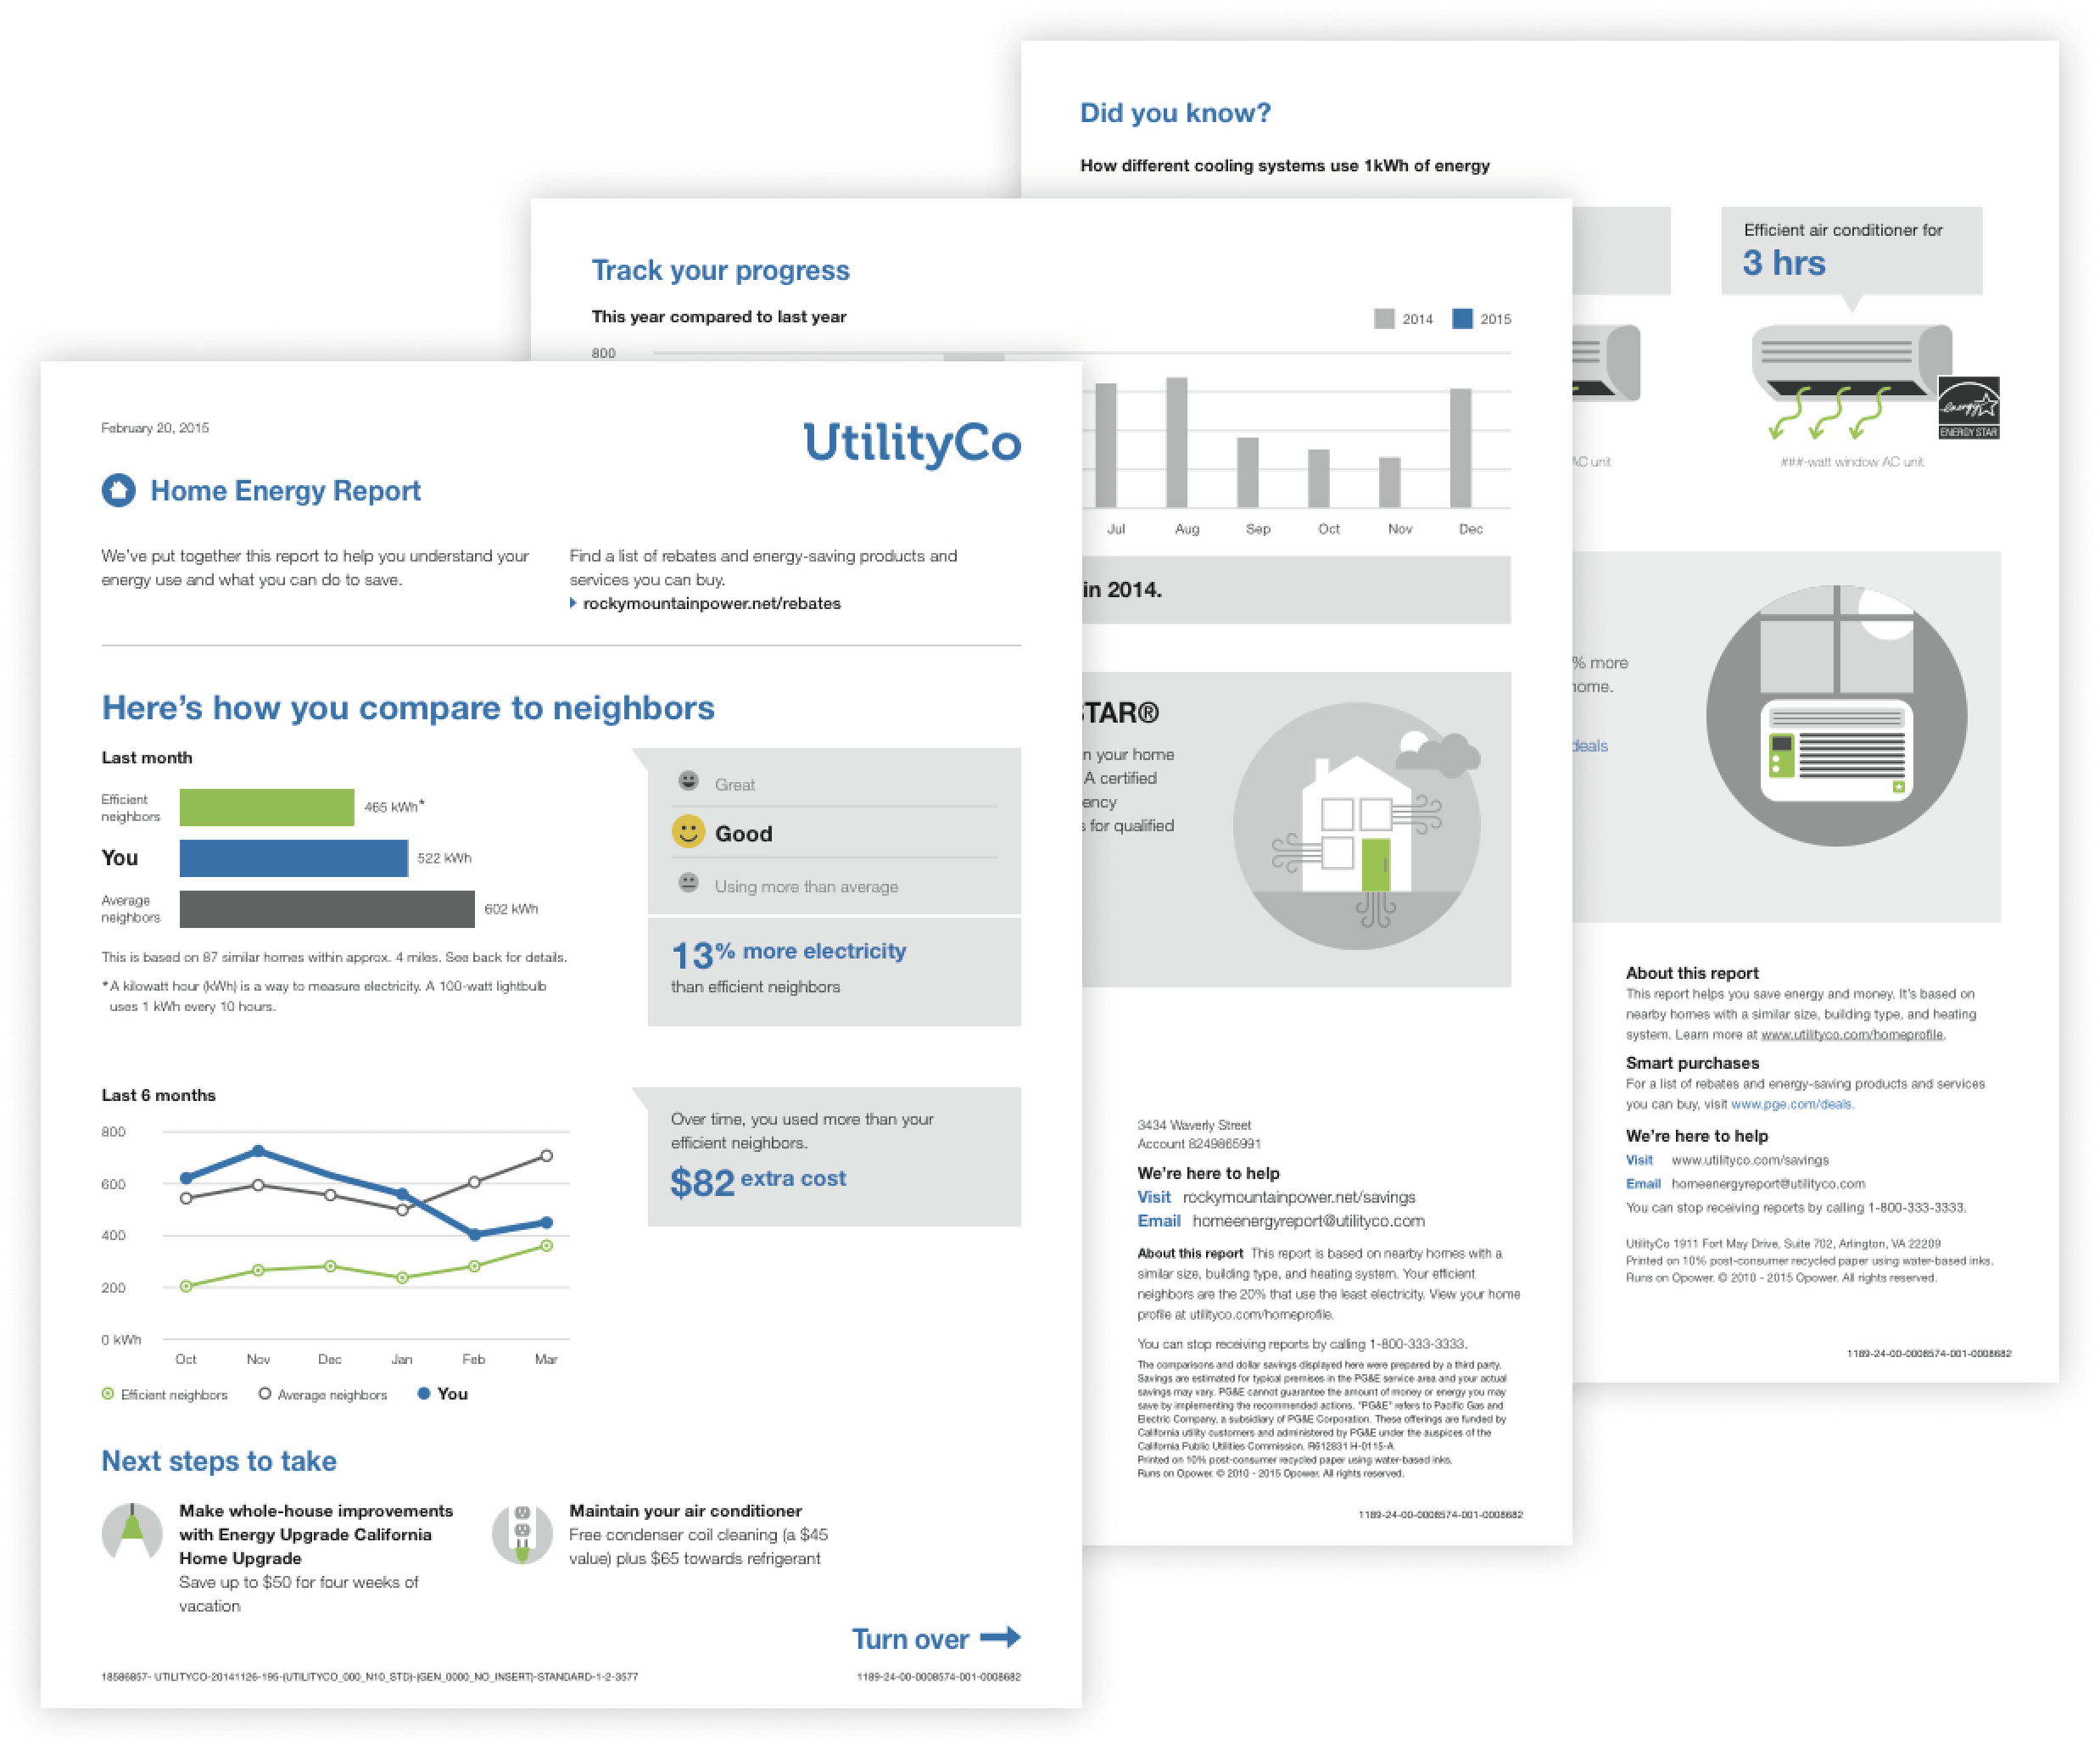 February 20, 2015
UtilityCo
Home Energy Report
We've put together this report to help you understand your
energy use and what you can do to save.
Find a list of rebates and energy-saving products and
services you can buy.
rockymountainpower.net/rebates
Here's how you compare to neighbors
Last month
Efficient
neighbors
465 kWh*
You
522 kWh
Average
neighbors
602 kWh
This is based on 87 similar homes within approx. 4 miles. See back for details.
*A kilowatt hour (kWh) is a way to measure electricity. A 100-watt lightbulb
uses 1 kWh every 10 hours.
Great
Good
Using more than average
13% more electricity
than efficient neighbors
Last 6 months
800
600
400
200
0 kWh
Oct Nov Dec Jan Feb Mar
Efficient neighbors Average neighbors You
Over time, you used more than your
efficient neighbors.
$82 extra cost
Next steps to take
Make whole-house improvements
with Energy Upgrade California
Home Upgrade
Save up to $50 for four weeks of
vacation
Maintain your air conditioner
Free condenser coil cleaning (a $45
value) plus $65 towards refrigerant
Turn over
18586857- UTILITYCO-20141126-195-(UTILITYCO_000_N10_STD)-(GEN_0000_NO_INSERT)-STANDARD-1-2-3577
1189-24-00-0008574-001-0008682
Track your progress
This year compared to last year
2014 2015
800
Jul Aug Sep Oct Nov Dec
in 2014.
STAR®
n your home
A certified
ency
s for qualified
3434 Waverly Street
Account 8249865991
We're here to help
Visit rockymountainpower.net/savings
Email homeenergyreport@utilityco.com
About this report This report is based on nearby homes with a
similar size, building type, and heating system. Your efficient
neighbors are the 20% that use the least electricity. View your home
profile at utilityco.com/homeprofile.
You can stop receiving reports by calling 1-800-333-3333.
The comparisons and dollar savings displayed here were prepared by a third party.
Savings are estimated for typical premises in the PG&E service area and your actual
savings may vary. PG&E cannot guarantee the amount of money or energy you may
save by implementing the recommended actions. "PG&E" refers to Pacific Gas and
Electric Company, a subsidiary of PG&E Corporation. These offerings are funded by
California utility customers and administered by PG&E under the auspices of the
California Public Utilities Commission. R612831 H-0115-A
Printed on 10% post-consumer recycled paper using water-based inks.
Runs on Opower. © 2010 - 2015 Opower. All rights reserved.
1189-24-00-0008574-001-0008682
Did you know?
How different cooling systems use 1kWh of energy
Efficient air conditioner for
3 hrs
energy
ENERGY STAR
AC unit
###-watt window AC unit
% more
home.
deals
About this report
This report helps you save energy and money. It's based on
nearby homes with a similar size, building type, and heating
system. Learn more at www.utilityco.com/homeprofile.
Smart purchases
For a list of rebates and energy-saving products and services
you can buy, visit www.pge.com/deals.
We're here to help
Visit www.utilityco.com/savings
Email homeenergyreport@utilityco.com
You can stop receiving reports by calling 1-800-333-3333.
UtilityCo 1911 Fort May Drive, Suite 702, Arlington, VA 22209
Printed on 10% post-consumer recycled paper using water-based inks.
Runs on Opower. © 2010 - 2015 Opower. All rights reserved.
1189-24-00-0008574-001-0008682